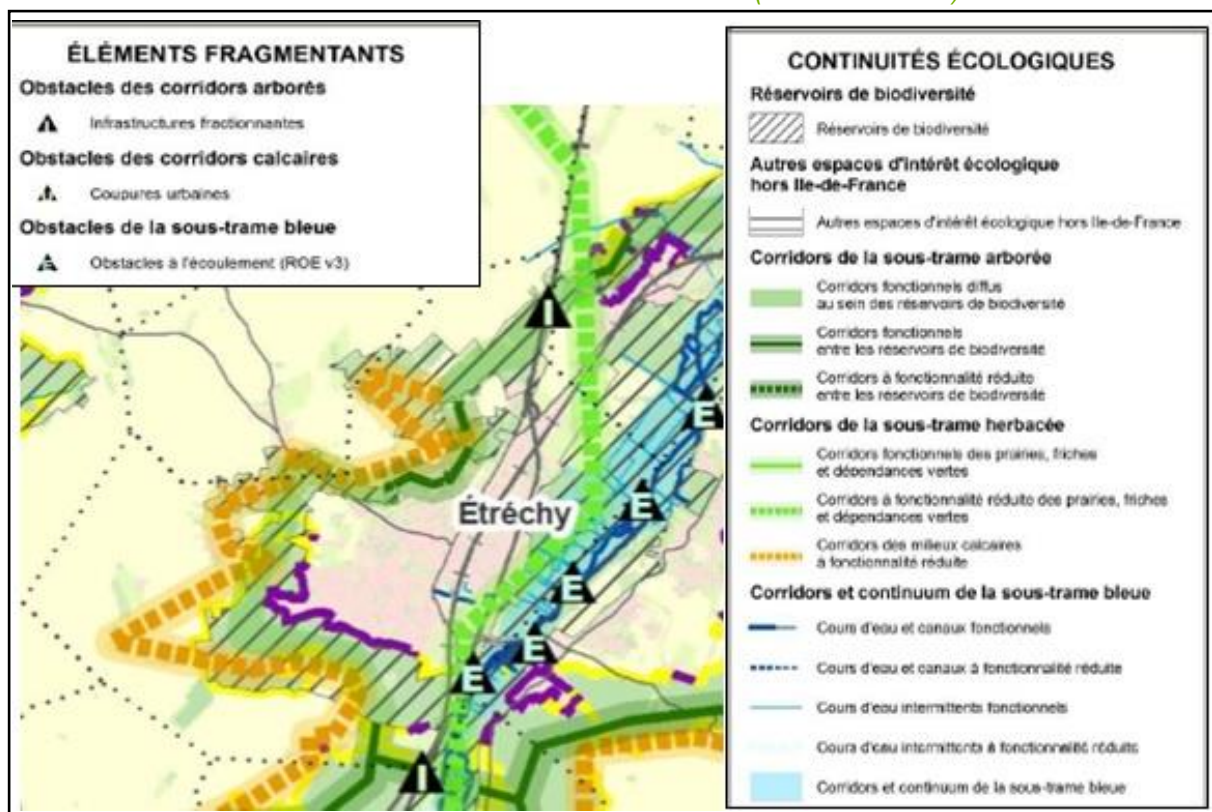 ÉLÉMENTS FRAGMENTANTS
Obstacles des corridors arborés
Infrastructures fractionnantes
Obstacles des corridors calcaires
Coupures urbaines
Obstacles de la sous-trame bleue
E
Obstacles à l'écoulement (ROE v3)
CONTINUITÉS ÉCOLOGIQUES
Réservoirs de biodiversité
Réservoirs de biodiversité
Autres espaces d'intérêt écologique
hors Ile-de-France
Autres espaces d'intérêt écologique hors Ile-de-France
Corridors de la sous-trame arborée
Corridors fonctionnels diffus
au sein des réservoirs de biodiversité
Corridors fonctionnels
entre les réservoirs de biodiversité
Corridors à fonctionnalité réduite
entre les réservoirs de biodiversité
Corridors de la sous-trame herbacée
Corridors fonctionnels des prairies, friches
et dépendances vertes
Corridors à fonctionnalité réduite des prairies, friches
et dépendances vertes
Corridors des milieux calcaires
à fonctionnalité réduite
Corridors et continuum de la sous-trame bleue
Cours d'eau et canaux fonctionnels
Cours d'eau et canaux à fonctionnalité réduite
Cours d'eau intermittents fonctionnels
Cours d'eau intermittents à fonctionnalité réduite
Corridors et continuum de la sous-trame bleue
I
E
Étréchy
E
E
E
E
I